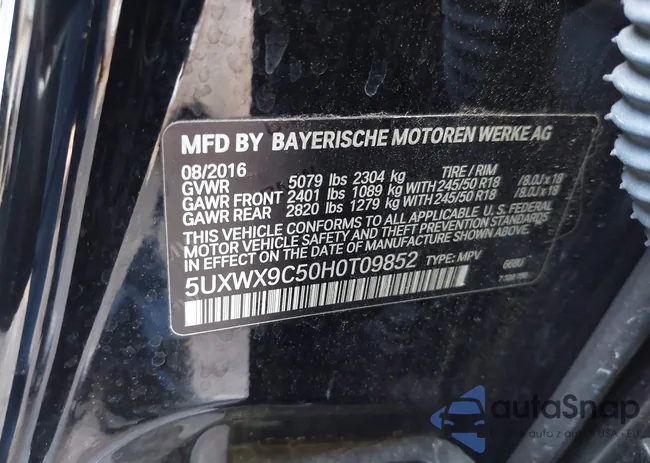 MFD BY BAYERISCHE MOTOREN WERKE AG
08/2016
GVWR 5079 lbs 2304 kg TIRE / RIM
GAWR FRONT 2401 lbs 1089 kg WITH 245/50 R18 /8.0J x 18
GAWR REAR 2820 lbs 1279 kg WITH 245/50 R18 /8.0J x 18
THIS VEHICLE CONFORMS TO ALL APPLICABLE U.S. FEDERAL
MOTOR VEHICLE SAFETY AND THEFT PREVENTION STANDARDS
IN EFFECT ON THE DATE OF MANUFACTURE SHOWN ABOVE.
5UXWX9C50H0T09852 TYPE: MPV
autaSnap
auto z